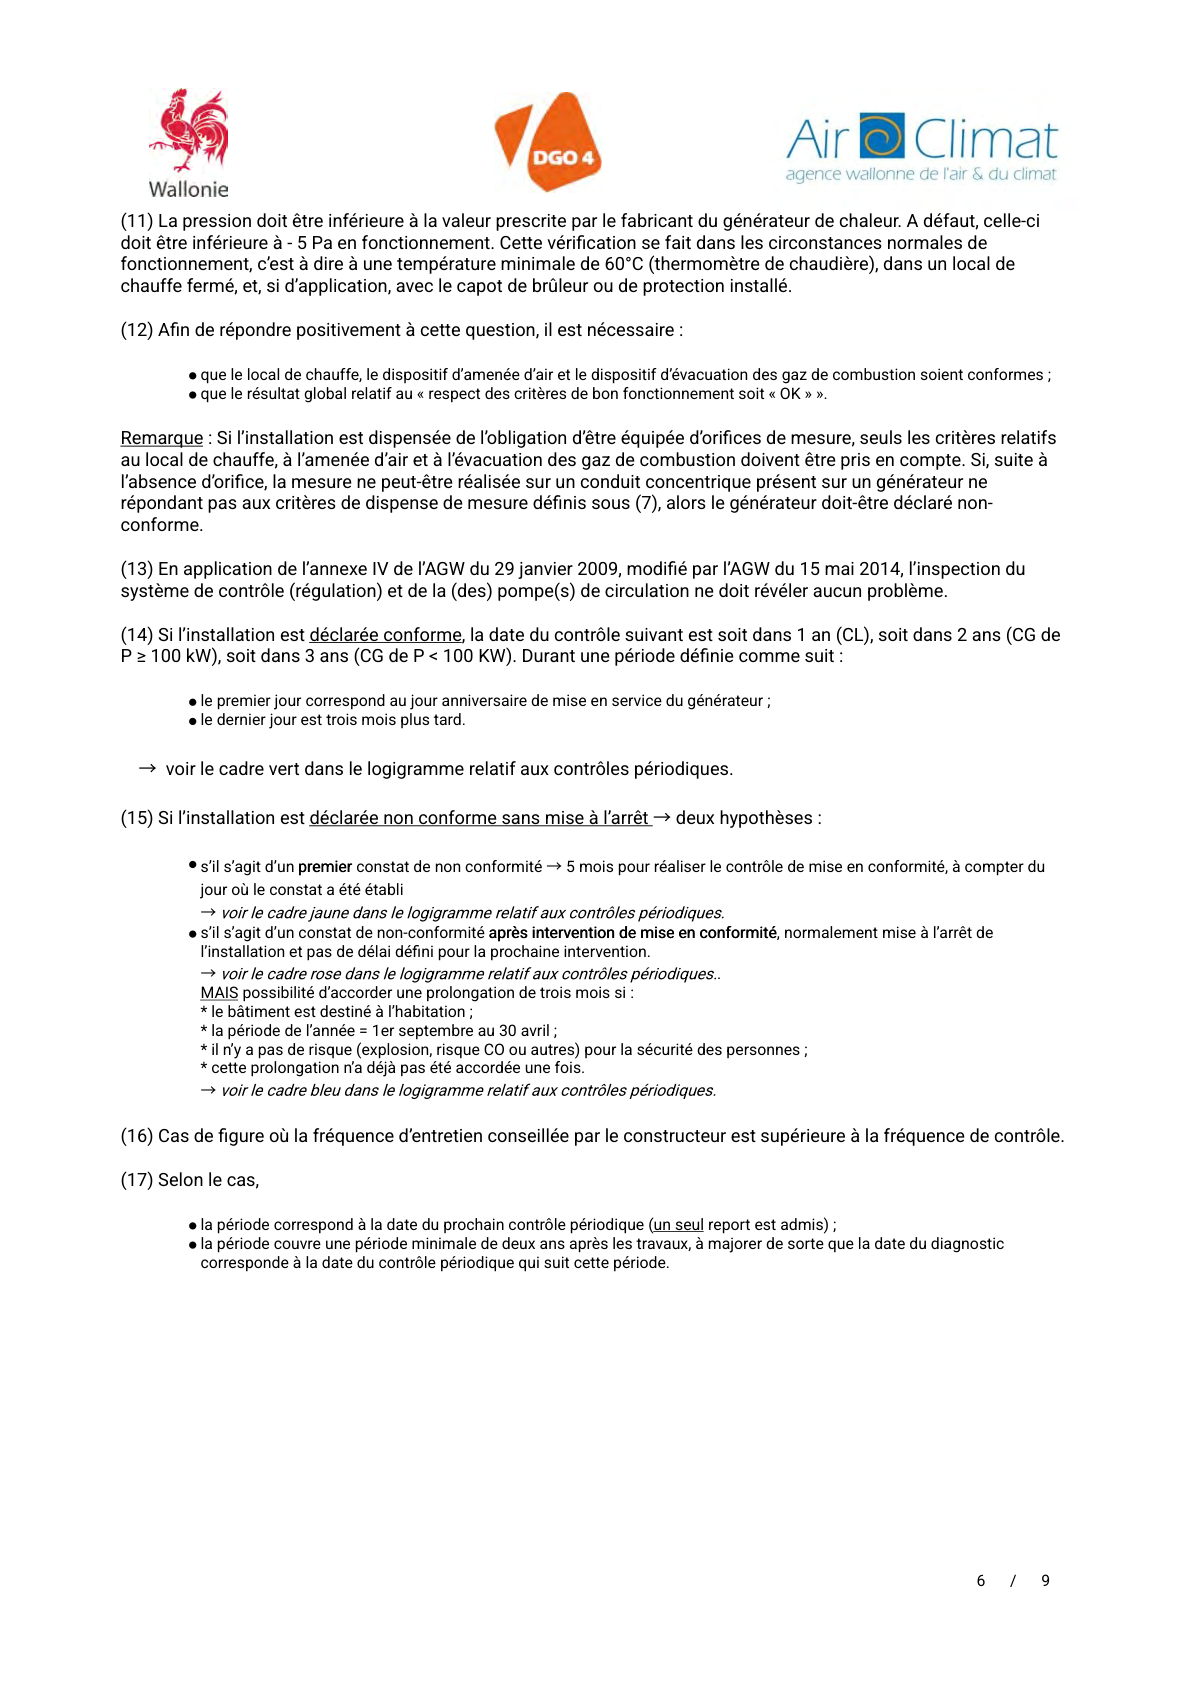 Wallonie
DGO 4
Air Climat
agence wallonne de l'air & du climat
(11) La pression doit être inférieure à la valeur prescrite par le fabricant du générateur de chaleur. A défaut, celle-ci
doit être inférieure à - 5 Pa en fonctionnement. Cette vérification se fait dans les circonstances normales de
fonctionnement, c’est à dire à une température minimale de 60°C (thermomètre de chaudière), dans un local de
chauffe fermé, et, si d’application, avec le capot de brûleur ou de protection installé.
(12) Afin de répondre positivement à cette question, il est nécessaire :
● que le local de chauffe, le dispositif d’amenée d’air et le dispositif d’évacuation des gaz de combustion soient conformes ;
● que le résultat global relatif au « respect des critères de bon fonctionnement soit « OK » ».
Remarque : Si l’installation est dispensée de l’obligation d’être équipée d’orifices de mesure, seuls les critères relatifs
au local de chauffe, à l’amenée d’air et à l’évacuation des gaz de combustion doivent être pris en compte. Si, suite à
l’absence d’orifice, la mesure ne peut-être réalisée sur un conduit concentrique présent sur un générateur ne
répondant pas aux critères de dispense de mesure définis sous (7), alors le générateur doit-être déclaré non-
conforme.
(13) En application de l’annexe IV de l’AGW du 29 janvier 2009, modifié par l’AGW du 15 mai 2014, l’inspection du
système de contrôle (régulation) et de la (des) pompe(s) de circulation ne doit révéler aucun problème.
(14) Si l’installation est déclarée conforme, la date du contrôle suivant est soit dans 1 an (CL), soit dans 2 ans (CG de
P ≥ 100 kW), soit dans 3 ans (CG de P < 100 KW). Durant une période définie comme suit :
● le premier jour correspond au jour anniversaire de mise en service du générateur ;
● le dernier jour est trois mois plus tard.
→ voir le cadre vert dans le logigramme relatif aux contrôles périodiques.
(15) Si l’installation est déclarée non conforme sans mise à l’arrêt → deux hypothèses :
● s’il s’agit d’un premier constat de non conformité → 5 mois pour réaliser le contrôle de mise en conformité, à compter du
jour où le constat a été établi
→ voir le cadre jaune dans le logigramme relatif aux contrôles périodiques.
● s’il s’agit d’un constat de non-conformité après intervention de mise en conformité, normalement mise à l’arrêt de
l’installation et pas de délai défini pour la prochaine intervention.
→ voir le cadre rose dans le logigramme relatif aux contrôles périodiques..
MAIS possibilité d’accorder une prolongation de trois mois si :
* le bâtiment est destiné à l’habitation ;
* la période de l’année = 1er septembre au 30 avril ;
* il n’y a pas de risque (explosion, risque CO ou autres) pour la sécurité des personnes ;
* cette prolongation n’a déjà pas été accordée une fois.
→ voir le cadre bleu dans le logigramme relatif aux contrôles périodiques.
(16) Cas de figure où la fréquence d’entretien conseillée par le constructeur est supérieure à la fréquence de contrôle.
(17) Selon le cas,
● la période correspond à la date du prochain contrôle périodique (un seul report est admis) ;
● la période couvre une période minimale de deux ans après les travaux, à majorer de sorte que la date du diagnostic
corresponde à la date du contrôle périodique qui suit cette période.
6 / 9